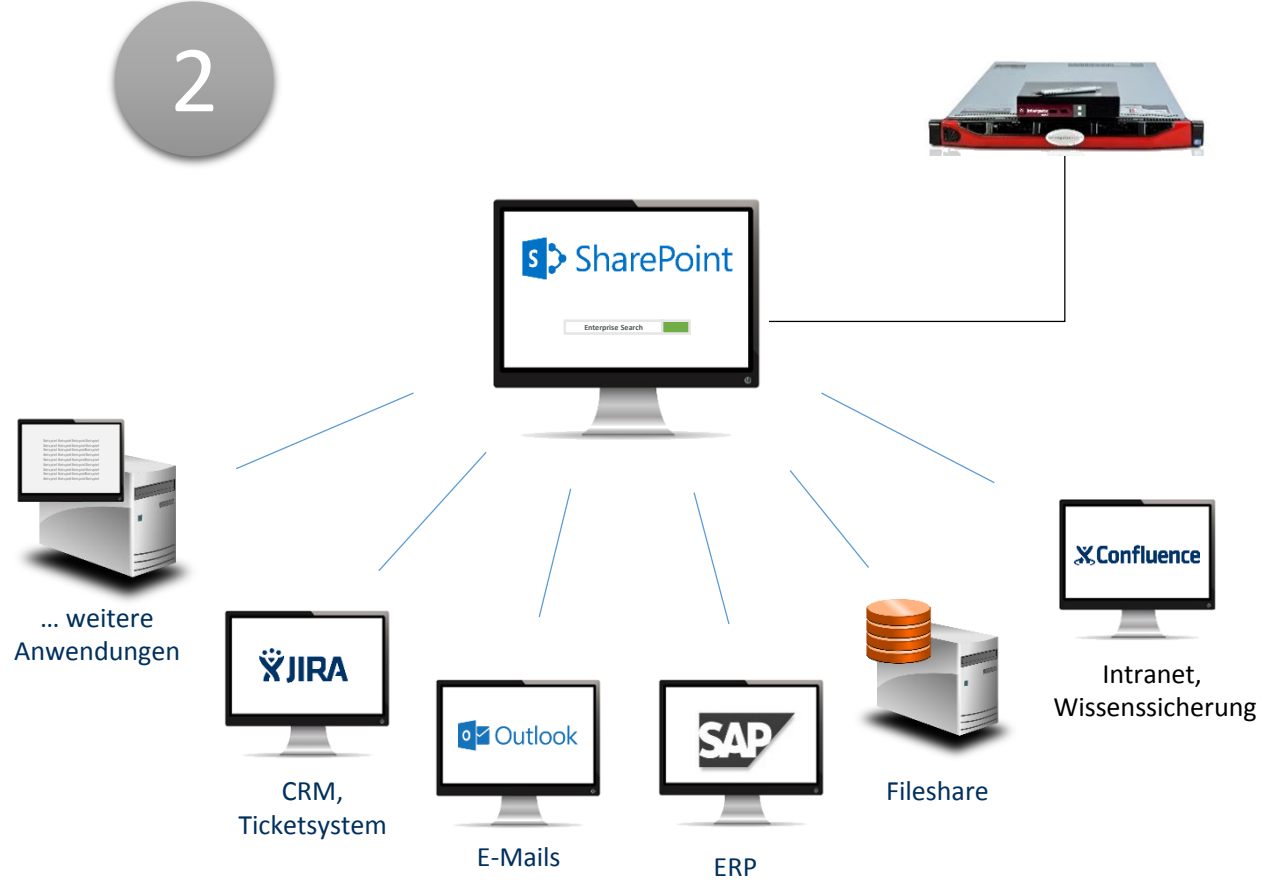 2
SharePoint
Enterprise Search
... weitere
Anwendungen
JIRA
CRM,
Ticketsystem
Outlook
E-Mails
SAP
ERP
Fileshare
Confluence
Intranet,
Wissenssicherung